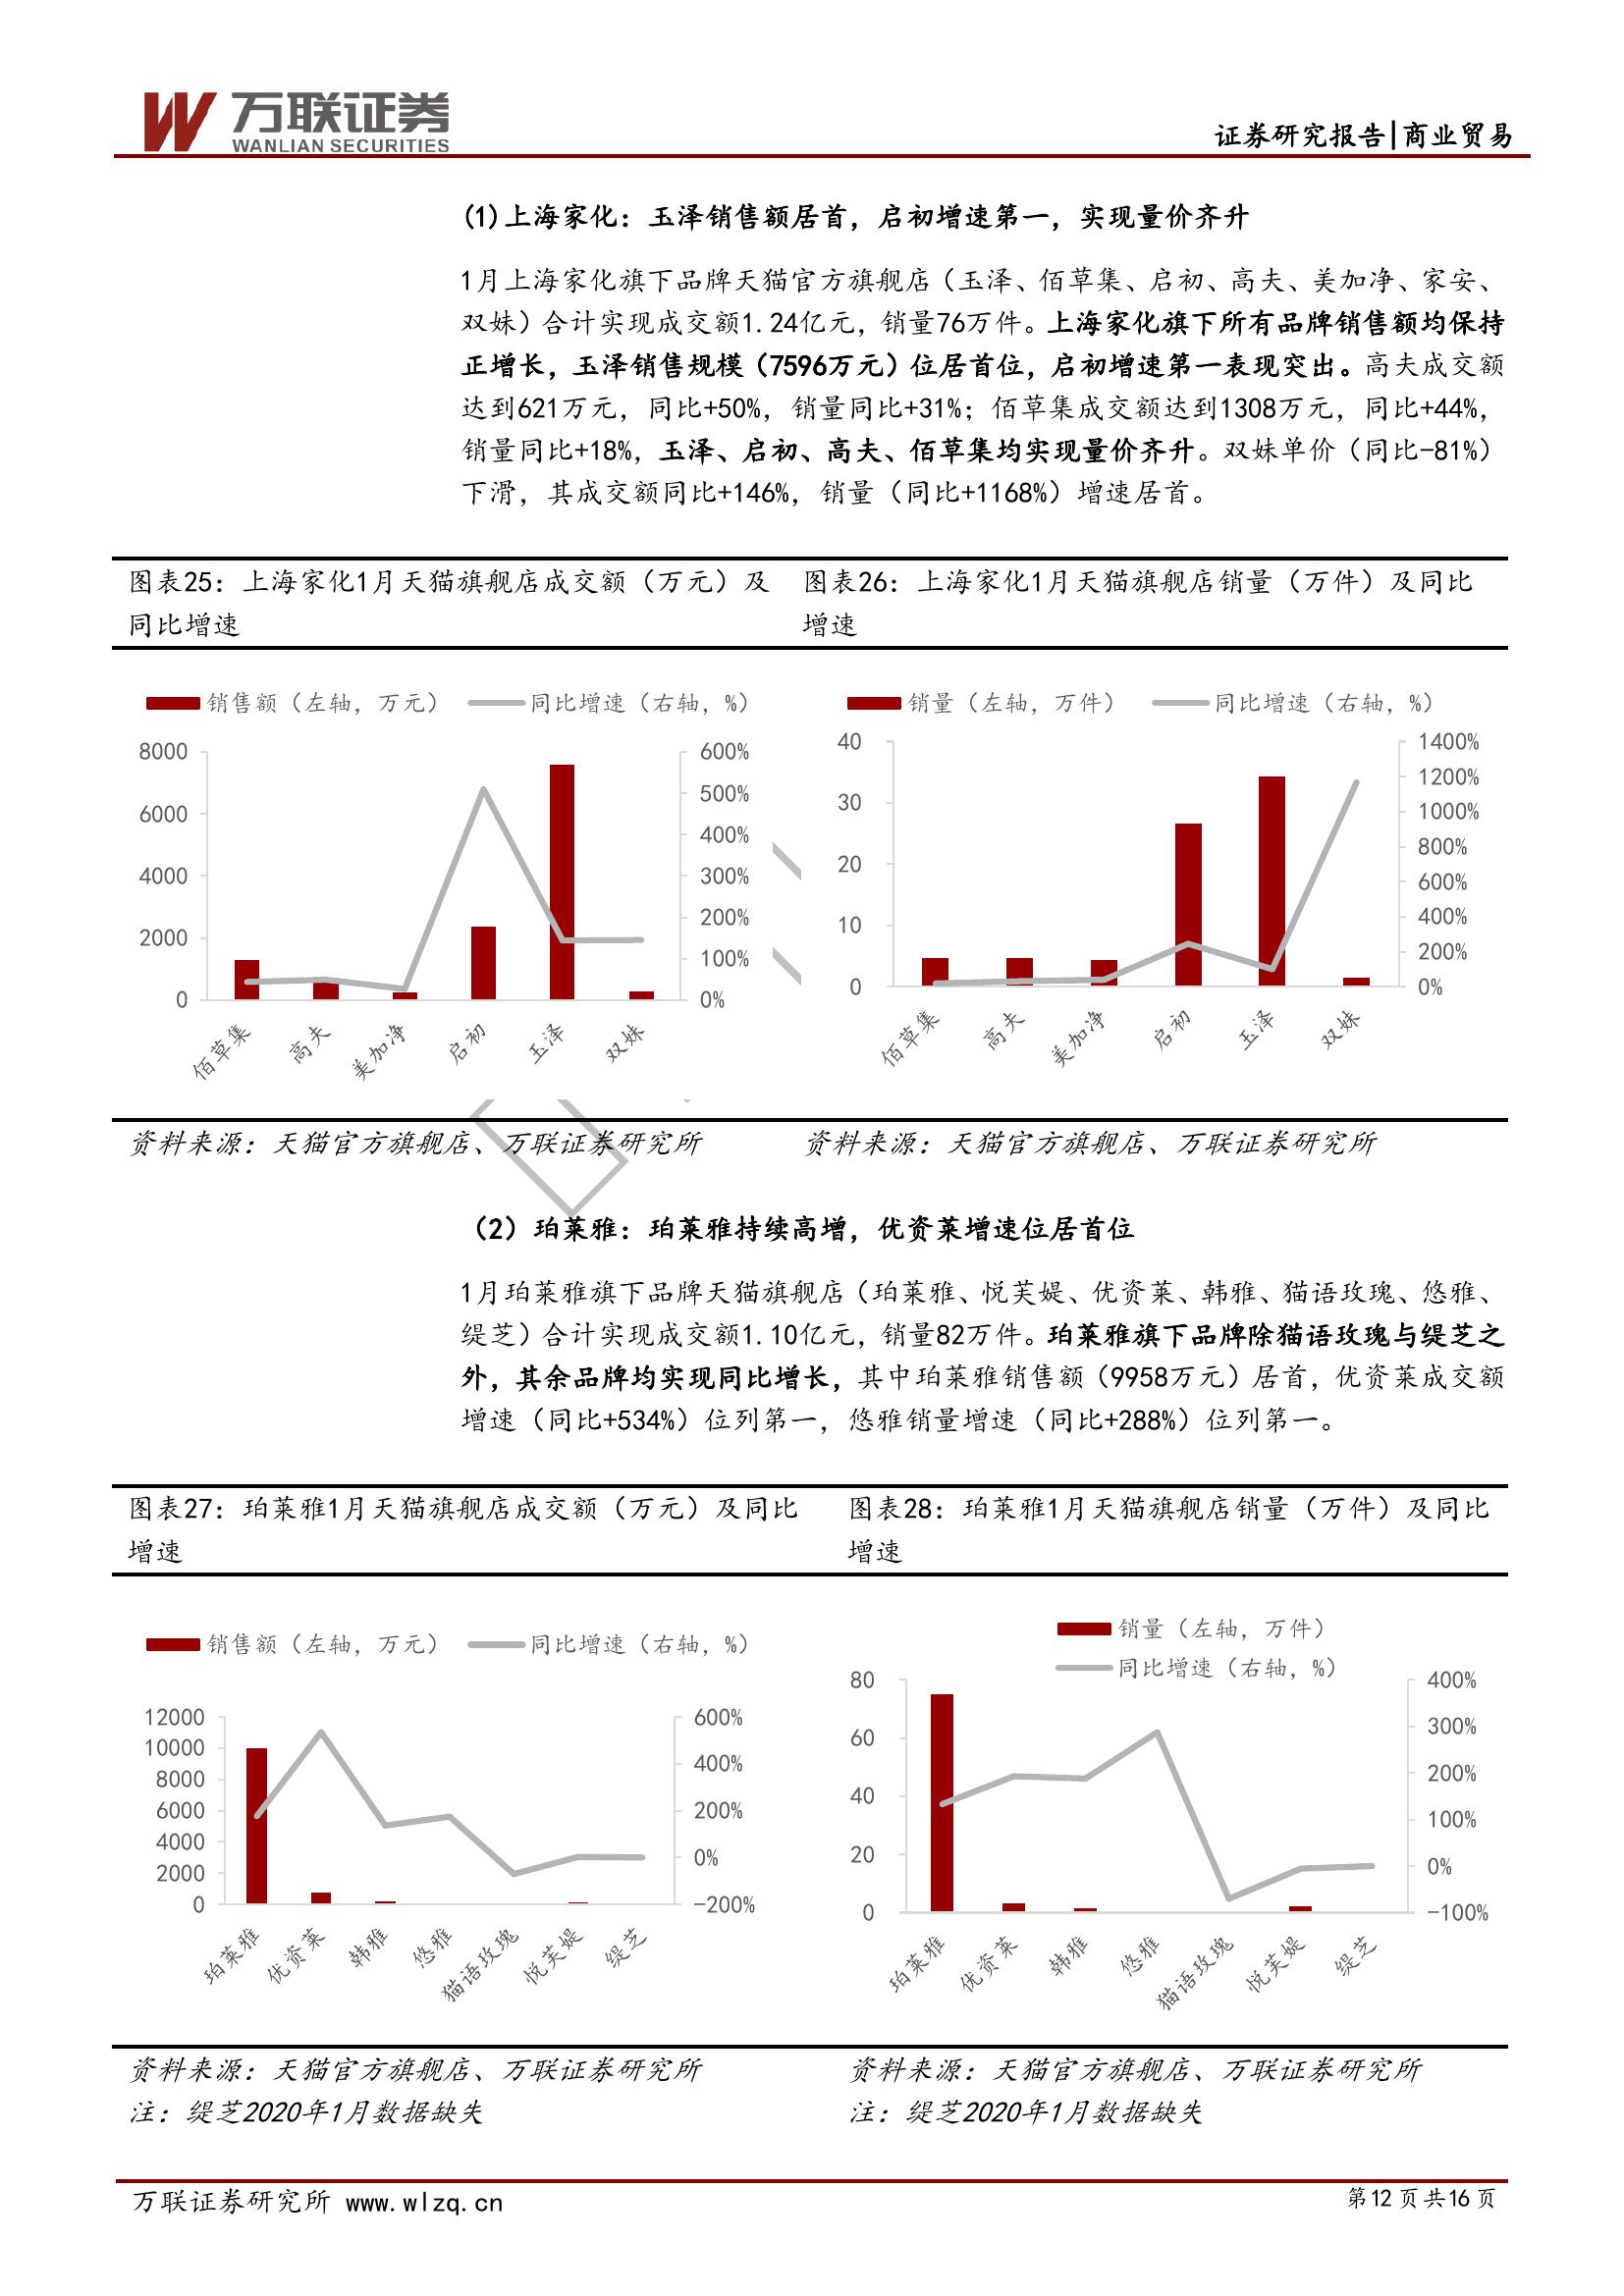 万联证券
WANLIAN SECURITIES
证券研究报告|商业贸易
(1)上海家化：玉泽销售额居首，启初增速第一，实现量价齐升
1月上海家化旗下品牌天猫官方旗舰店（玉泽、佰草集、启初、高夫、美加净、家安、
双妹）合计实现成交额1.24亿元，销量76万件。上海家化旗下所有品牌销售额均保持
正增长，玉泽销售规模（7596万元）位居首位，启初增速第一表现突出。高夫成交额
达到621万元，同比+50%，销量同比+31%；佰草集成交额达到1308万元，同比+44%，
销量同比+18%，玉泽、启初、高夫、佰草集均实现量价齐升。双妹单价（同比-81%）
下滑，其成交额同比+146%，销量（同比+1168%）增速居首。
图表25：上海家化1月天猫旗舰店成交额（万元）及
同比增速
图表26：上海家化1月天猫旗舰店销量（万件）及同比
增速
销售额（左轴，万元）
同比增速（右轴，%）
8000
6000
4000
2000
0
600%
500%
400%
300%
200%
100%
0%
佰草集
高夫
美加净
启初
玉泽
双妹
销量（左轴，万件）
同比增速（右轴，%）
40
30
20
10
0
1400%
1200%
1000%
800%
600%
400%
200%
0%
佰草集
高夫
美加净
启初
玉泽
双妹
资料来源：天猫官方旗舰店、万联证券研究所
资料来源：天猫官方旗舰店、万联证券研究所
（2）珀莱雅：珀莱雅持续高增，优资莱增速位居首位
1月珀莱雅旗下品牌天猫旗舰店（珀莱雅、悦芙媞、优资莱、韩雅、猫语玫瑰、悠雅、
缇芝）合计实现成交额1.10亿元，销量82万件。珀莱雅旗下品牌除猫语玫瑰与缇芝之
外，其余品牌均实现同比增长，其中珀莱雅销售额（9958万元）居首，优资莱成交额
增速（同比+534%）位列第一，悠雅销量增速（同比+288%）位列第一。
图表27：珀莱雅1月天猫旗舰店成交额（万元）及同比
增速
图表28：珀莱雅1月天猫旗舰店销量（万件）及同比
增速
销售额（左轴，万元）
同比增速（右轴，%）
12000
10000
8000
6000
4000
2000
0
600%
400%
200%
0%
-200%
珀莱雅
优资莱
韩雅
悠雅
猫语玫瑰
悦芙媞
缇芝
销量（左轴，万件）
同比增速（右轴，%）
80
60
40
20
0
400%
300%
200%
100%
0%
-100%
珀莱雅
优资莱
韩雅
悠雅
猫语玫瑰
悦芙媞
缇芝
资料来源：天猫官方旗舰店、万联证券研究所
注：缇芝2020年1月数据缺失
资料来源：天猫官方旗舰店、万联证券研究所
注：缇芝2020年1月数据缺失
万联证券研究所 www.wlzq.cn
第12页共16页